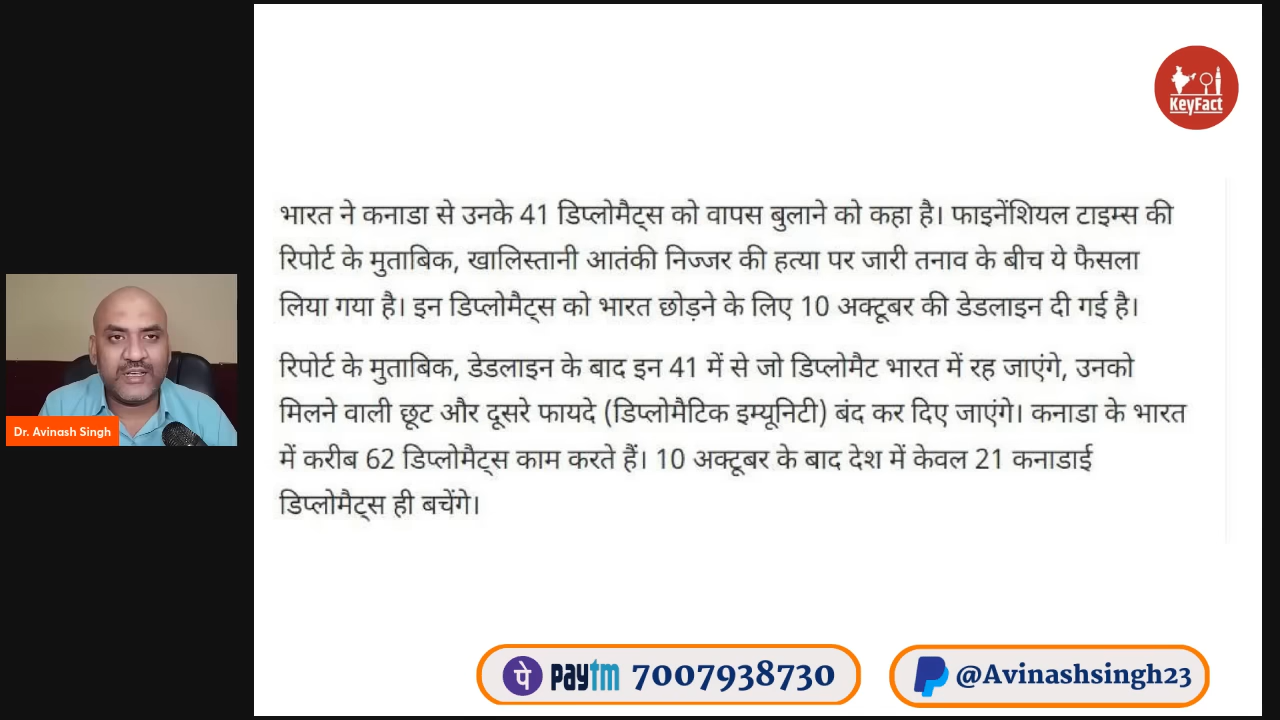 KeyFact
भारत ने कनाडा से उनके 41 डिप्लोमैट्स को वापस बुलाने को कहा है। फाइनेंशियल टाइम्स की
रिपोर्ट के मुताबिक, खालिस्तानी आतंकी निज्जर की हत्या पर जारी तनाव के बीच ये फैसला
लिया गया है। इन डिप्लोमैट्स को भारत छोड़ने के लिए 10 अक्टूबर की डेडलाइन दी गई है।
रिपोर्ट के मुताबिक, डेडलाइन के बाद इन 41 में से जो डिप्लोमैट भारत में रह जाएंगे, उनको
मिलने वाली छूट और दूसरे फायदे (डिप्लोमैटिक इम्यूनिटी) बंद कर दिए जाएंगे। कनाडा के भारत
में करीब 62 डिप्लोमैट्स काम करते हैं। 10 अक्टूबर के बाद देश में केवल 21 कनाडाई
डिप्लोमैट्स ही बचेंगे।
Dr. Avinash Singh
पे paytm 7007938730
@Avinashsingh23